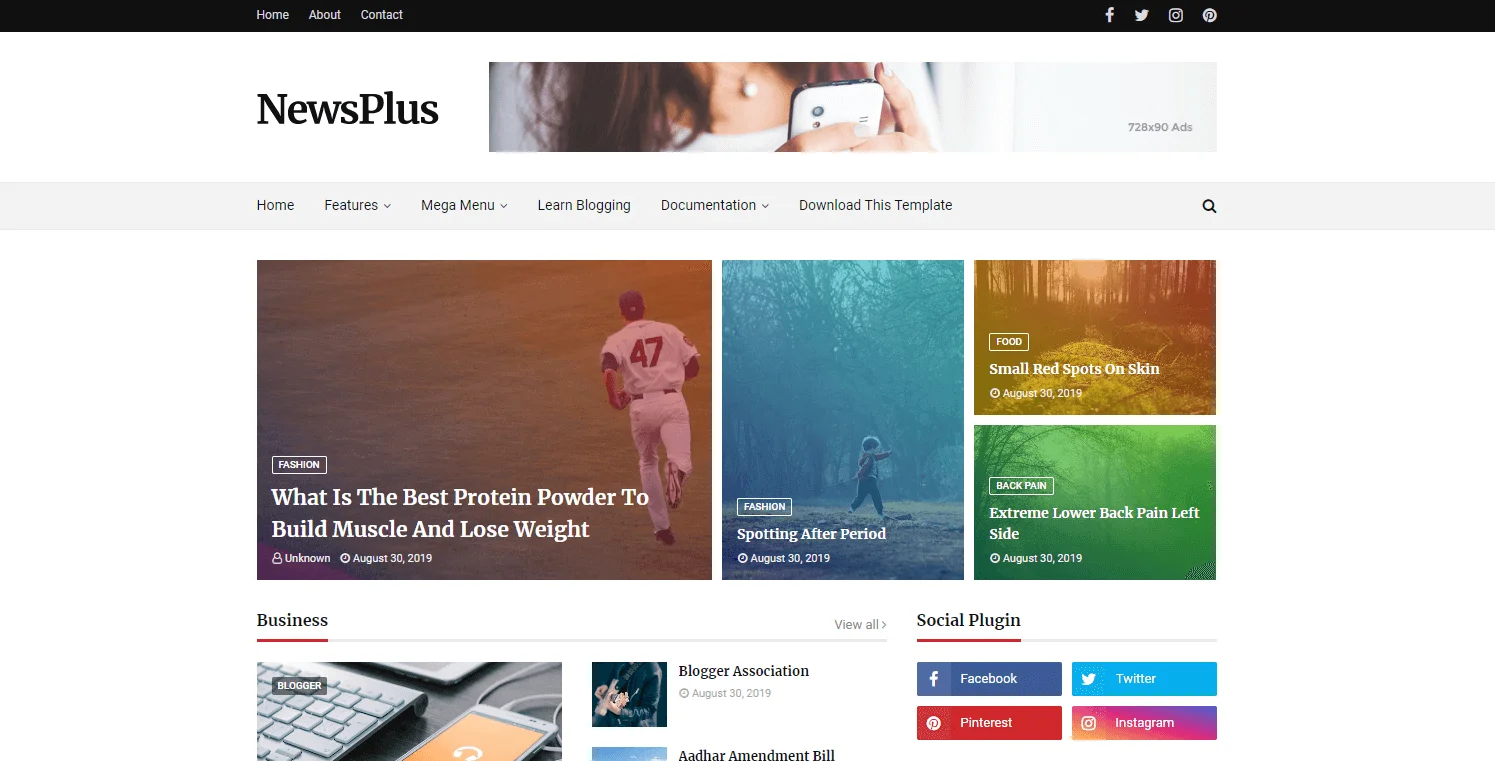 Home About Contact
NewsPlus
728x90 Ads
Home Features Mega Menu Learn Blogging Documentation Download This Template
47
FASHION
What Is The Best Protein Powder To
Build Muscle And Lose Weight
Unknown August 30, 2019
FASHION
Spotting After Period
August 30, 2019
FOOD
Small Red Spots On Skin
August 30, 2019
BACK PAIN
Extreme Lower Back Pain Left
Side
August 30, 2019
Business
View all
BLOGGER
Blogger Association
August 30, 2019
Aadhar Amendment Bill
Social Plugin
Facebook
Twitter
Pinterest
Instagram